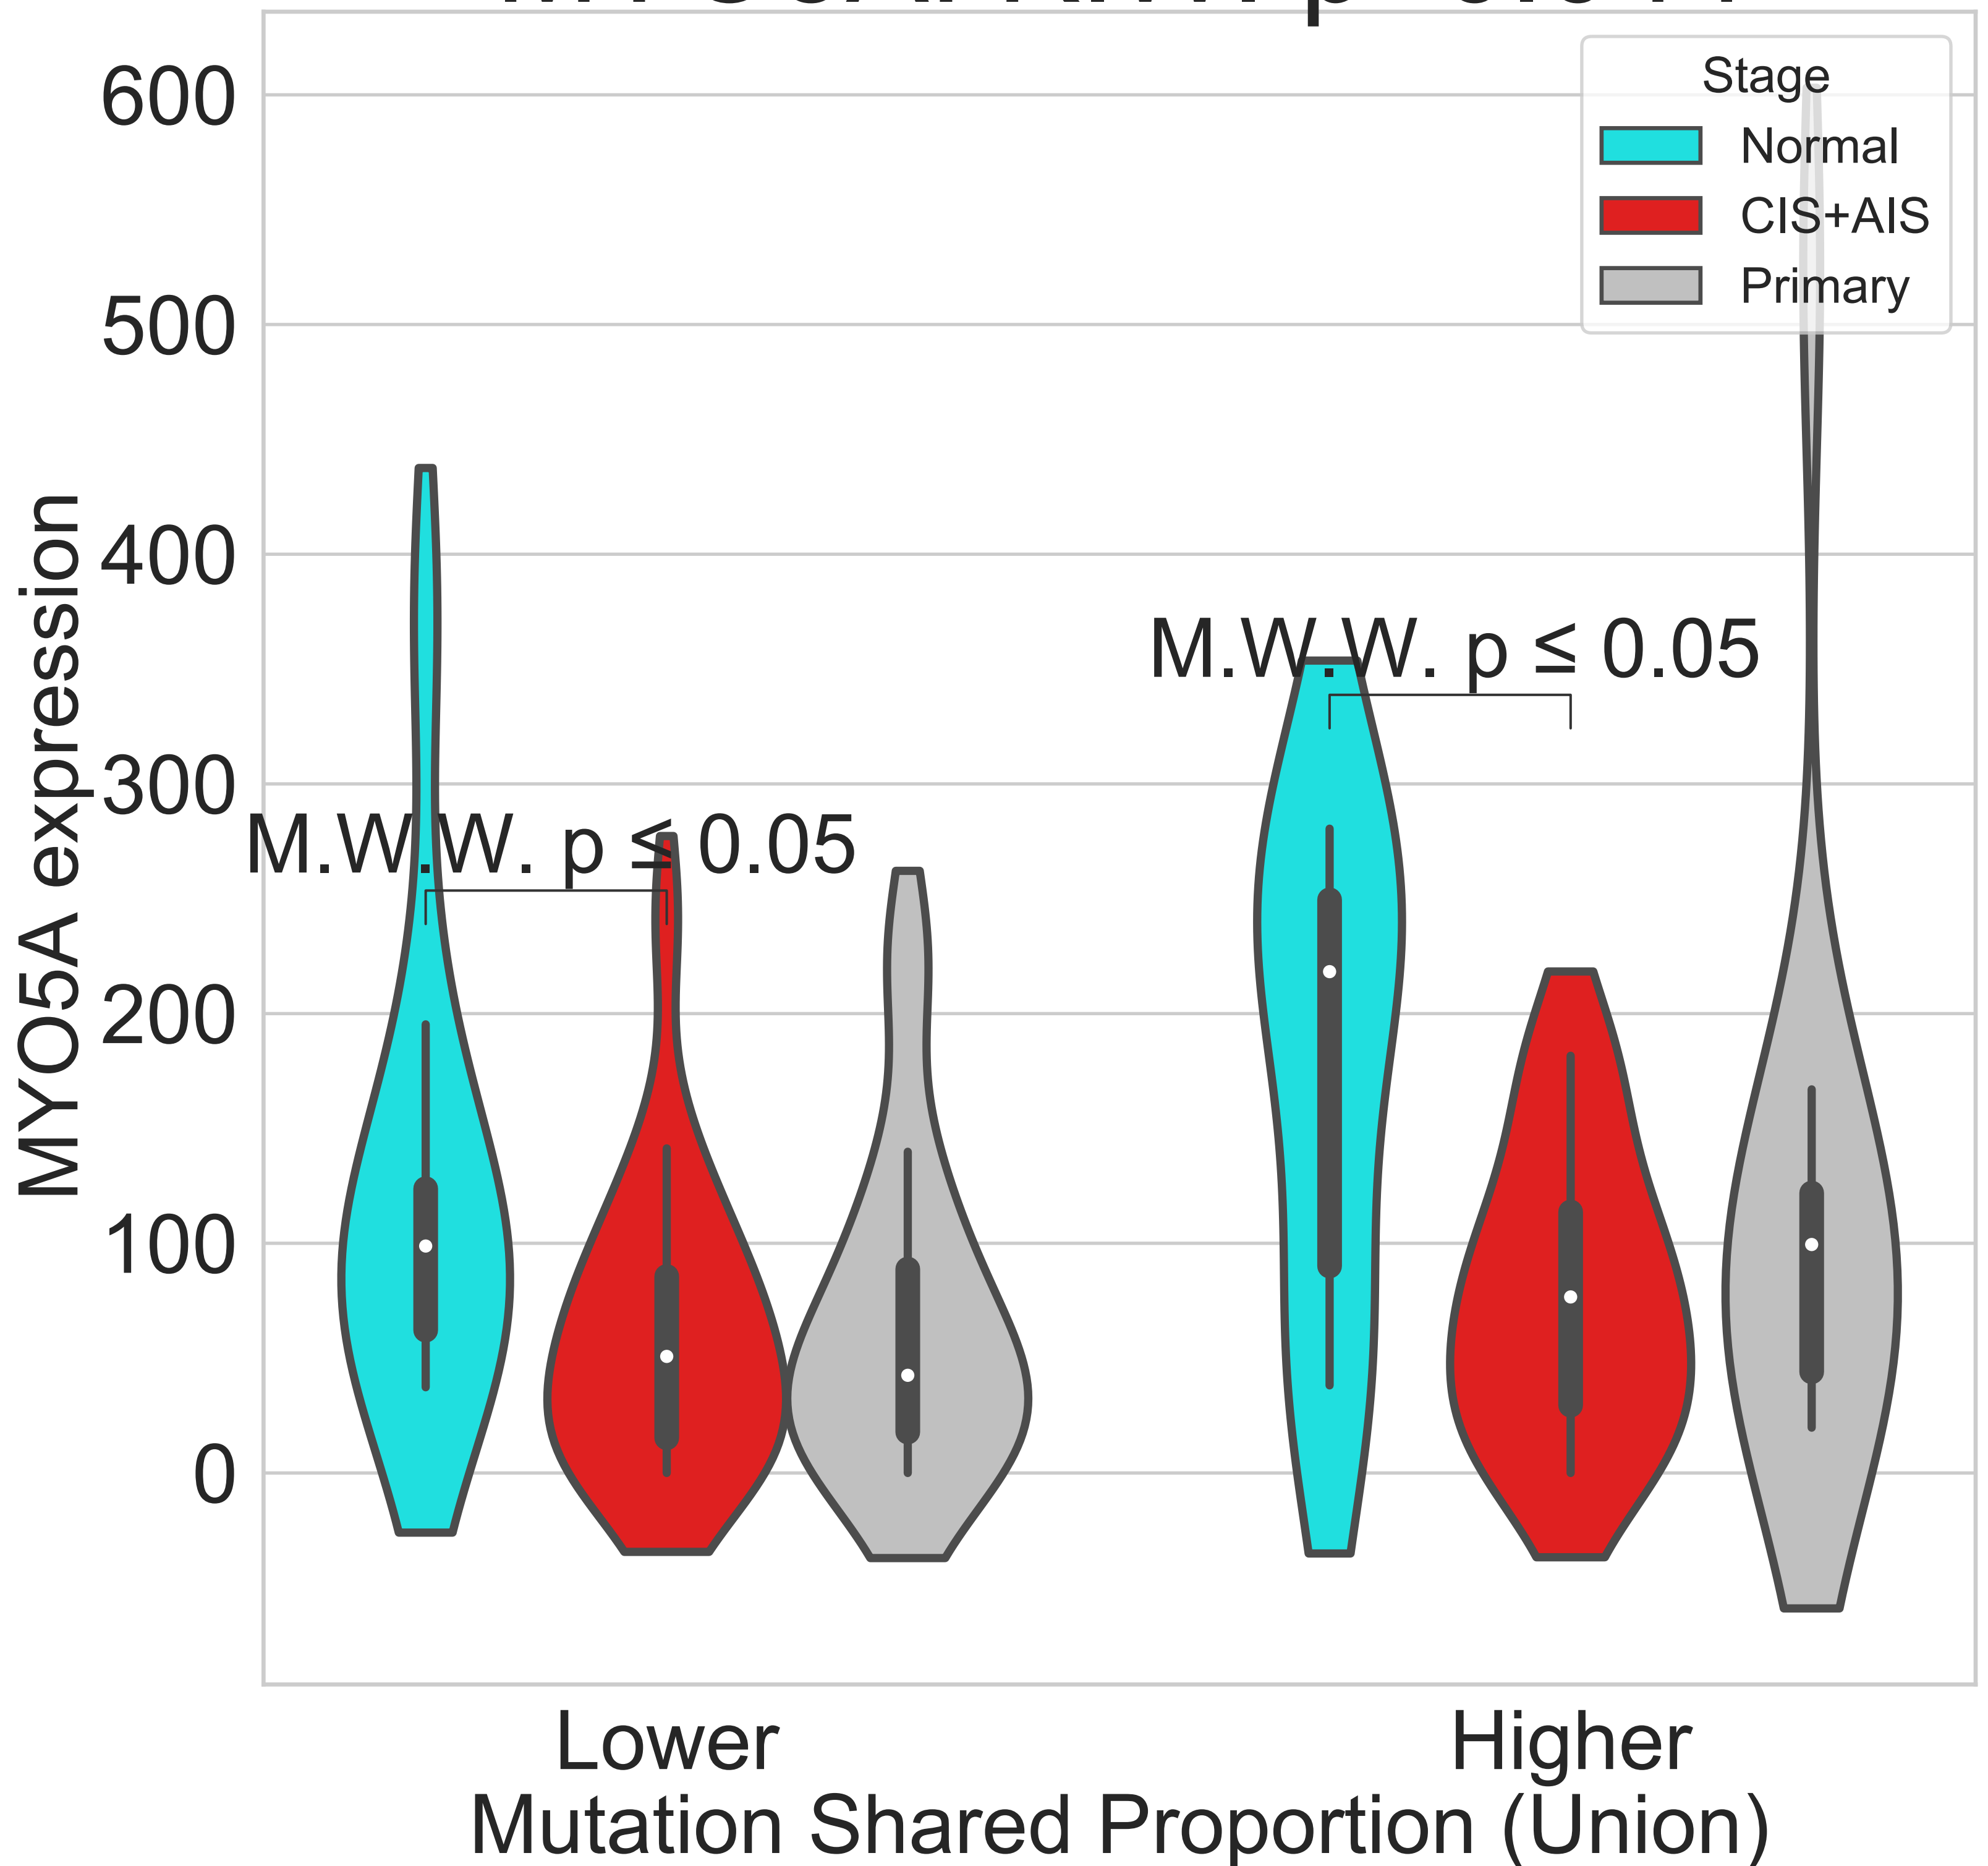 Stage
Normal
CIS+AIS
Primary
600
500
400
300
200
100
0
MYO5A expression
M.W.W. p ≤ 0.05
M.W.W. p ≤ 0.05
Lower
Higher
Mutation Shared Proportion (Union)